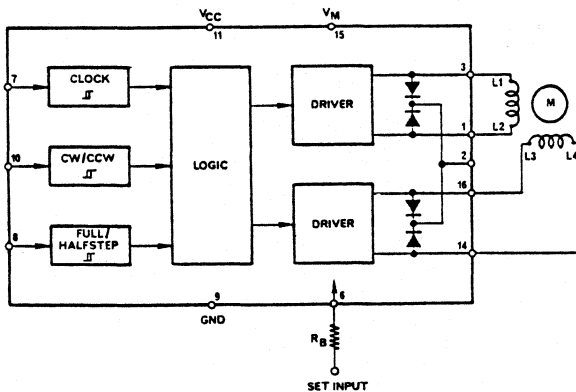 VCC
11
VM
15
7
CLOCK
10
CW/CCW
8
FULL/
HALFSTEP
LOGIC
DRIVER
DRIVER
3
1
2
16
14
L1
L2
M
L3
L4
9
GND
6
RB
SET INPUT